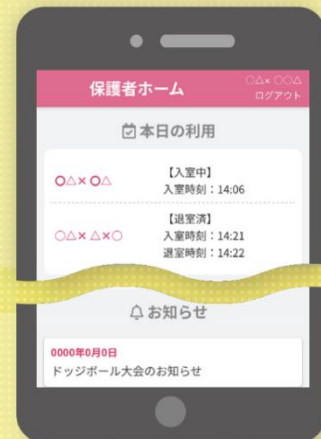 保護者ホーム
○△× ○○△
ログアウト
本日の利用
○△× ○△
【入室中】
入室時刻：14:06
○△× △×○
【退室済】
入室時刻：14:21
退室時刻：14:22
お知らせ
0000年0月0日
ドッジボール大会のお知らせ